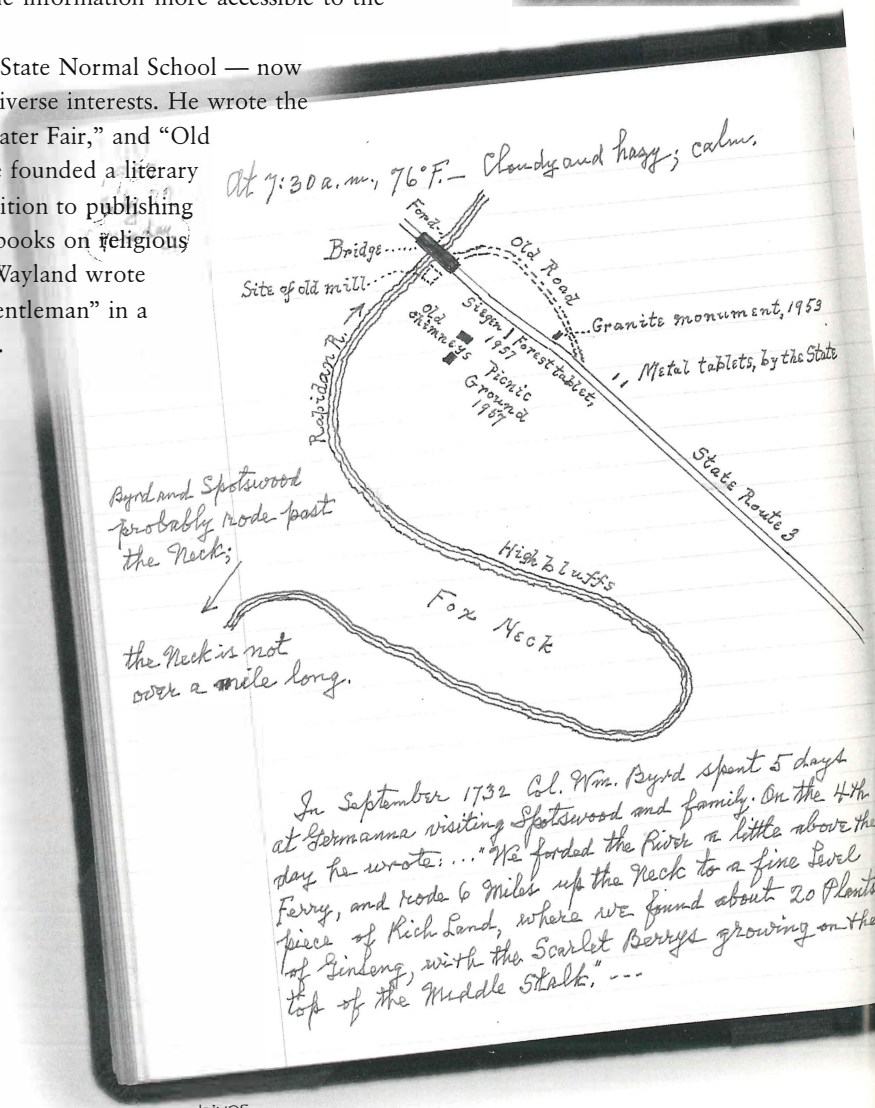 he information more accessible to the
State Normal School — now
iverse interests. He wrote the
ater Fair,” and “Old
e founded a literary
ition to publishing
books on religious
Wayland wrote
entleman” in a
.
At 7:30 a.m., 76°F. — Cloudy and hazy; calm.
Ford
Bridge
Old Road
Site of old mill
Granite monument, 1953
Siegen Forest tablet,
1957
Metal tablets, by the State
Old
chimneys
Picnic
Ground
1957
Rapidan R.
State Route 3
Byrd and Spotswood
probably rode past
the Neck;
High bluffs
Fox Neck
the Neck is not
over a mile long.
In September 1732 Col. Wm. Byrd spent 5 days
at Germanna visiting Spotswood and family. On the 4th
day he wrote: ... "We forded the River a little above the
Ferry, and rode 6 Miles up the Neck to a fine Level
piece of Rich Land, where we found about 20 Plants
of Ginseng, with the Scarlet Berrys growing on the
top of the Middle Stalk." ---